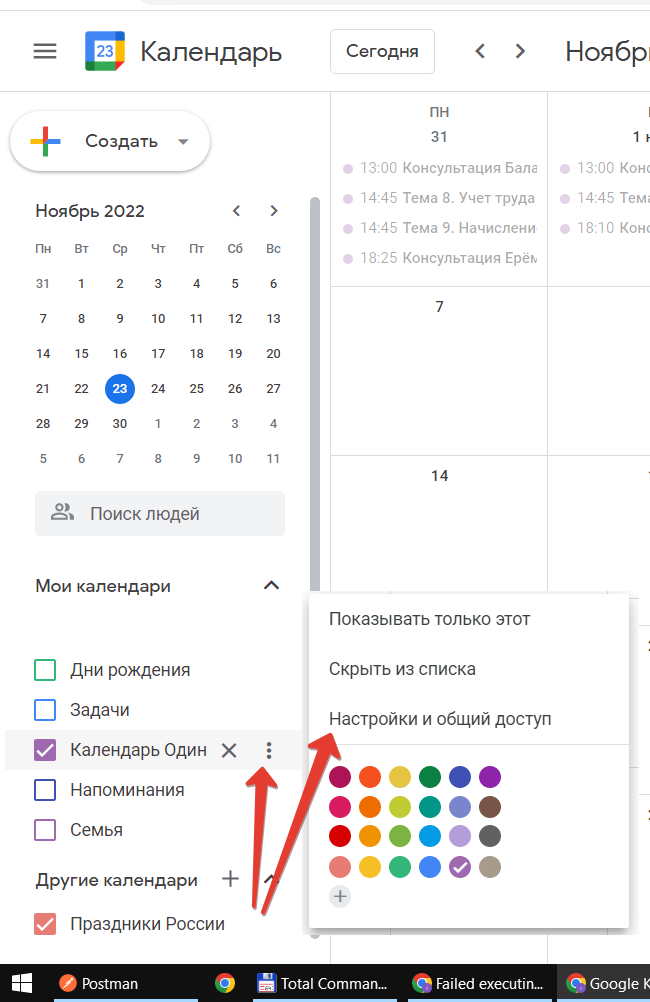 23 Календарь
Сегодня
Ноябр
Создать
Ноябрь 2022
Пн Вт Ср Чт Пт Сб Вс
31 1 2 3 4 5 6
7 8 9 10 11 12 13
14 15 16 17 18 19 20
21 22 23 24 25 26 27
28 29 30 1 2 3 4
5 6 7 8 9 10 11
Поиск людей
Мои календари
Дни рождения
Задачи
Календарь Один
Напоминания
Семья
Другие календари
Праздники России
ПН
31
13:00 Консультация Бала
14:45 Тема 8. Учет труда
14:45 Тема 9. Начислени
18:25 Консультация Ерём
1 н
13:00 Конс
14:45 Тема
18:10 Конс
7
14
Показывать только этот
Скрыть из списка
Настройки и общий доступ
Postman
Total Comman...
Failed executin...
Google K